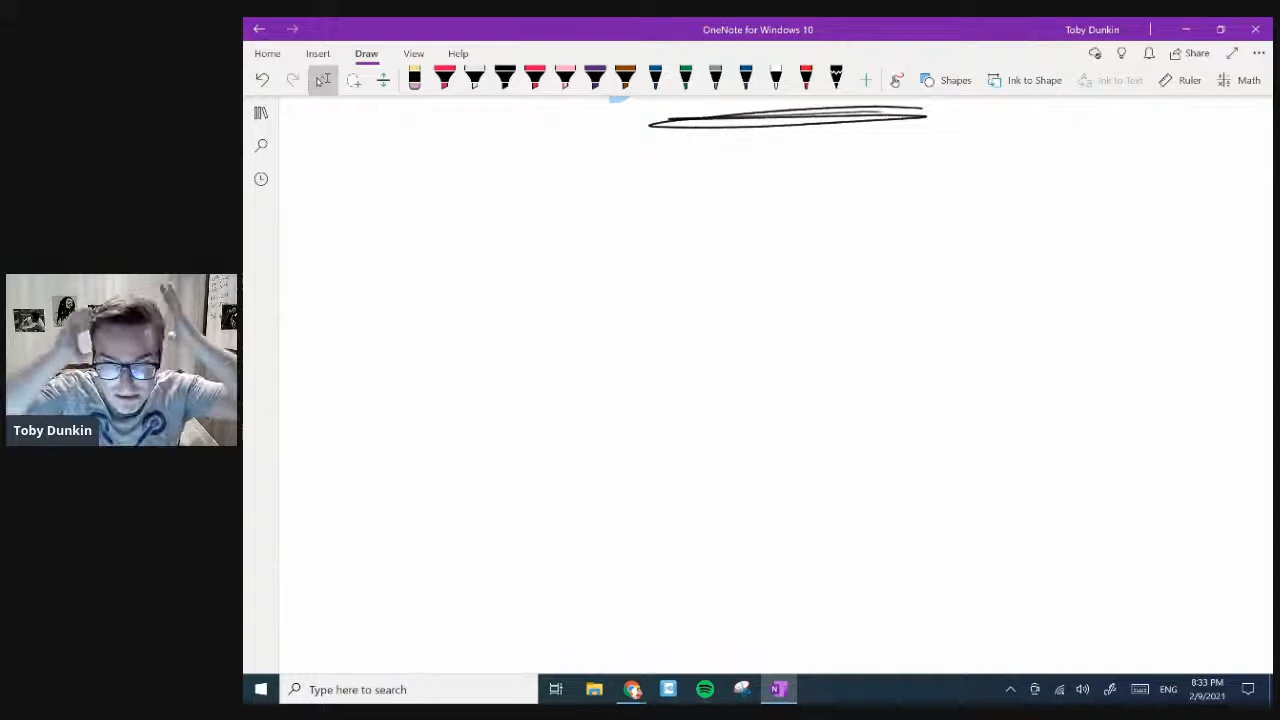 OneNote for Windows 10
Toby Dunkin
Home
Insert
Draw
View
Help
Share
Shapes
Ink to Shape
Ink to Text
Ruler
Math
Toby Dunkin
Type here to search
ENG
8:33 PM
2/9/2021